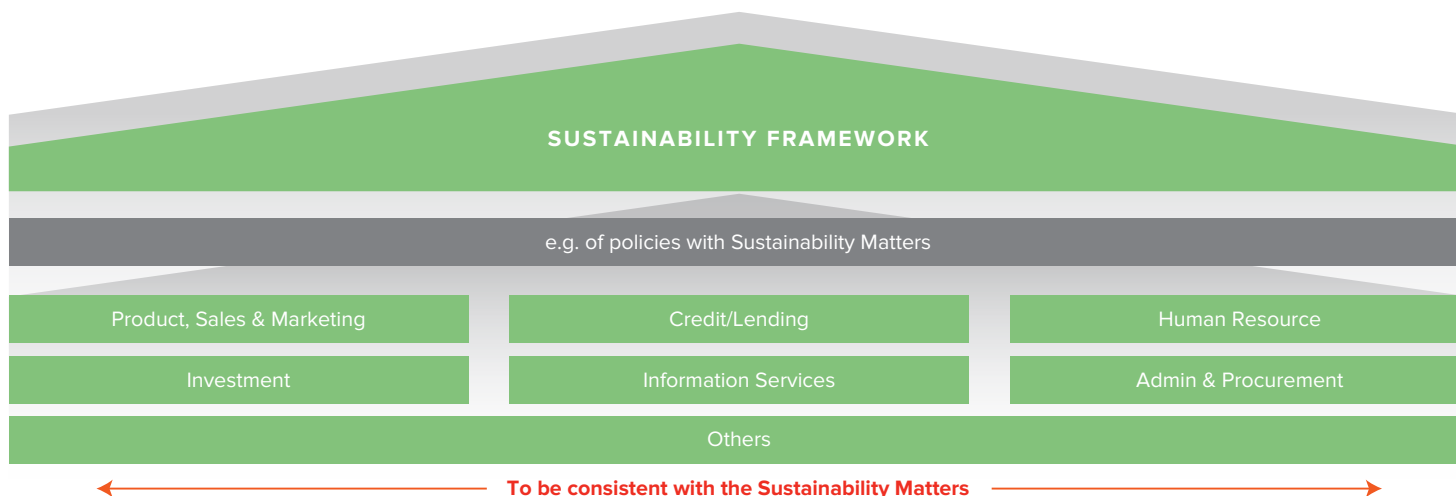 SUSTAINABILITY FRAMEWORK
e.g. of policies with Sustainability Matters
Product, Sales & Marketing
Credit/Lending
Human Resource
Investment
Information Services
Admin & Procurement
Others
To be consistent with the Sustainability Matters